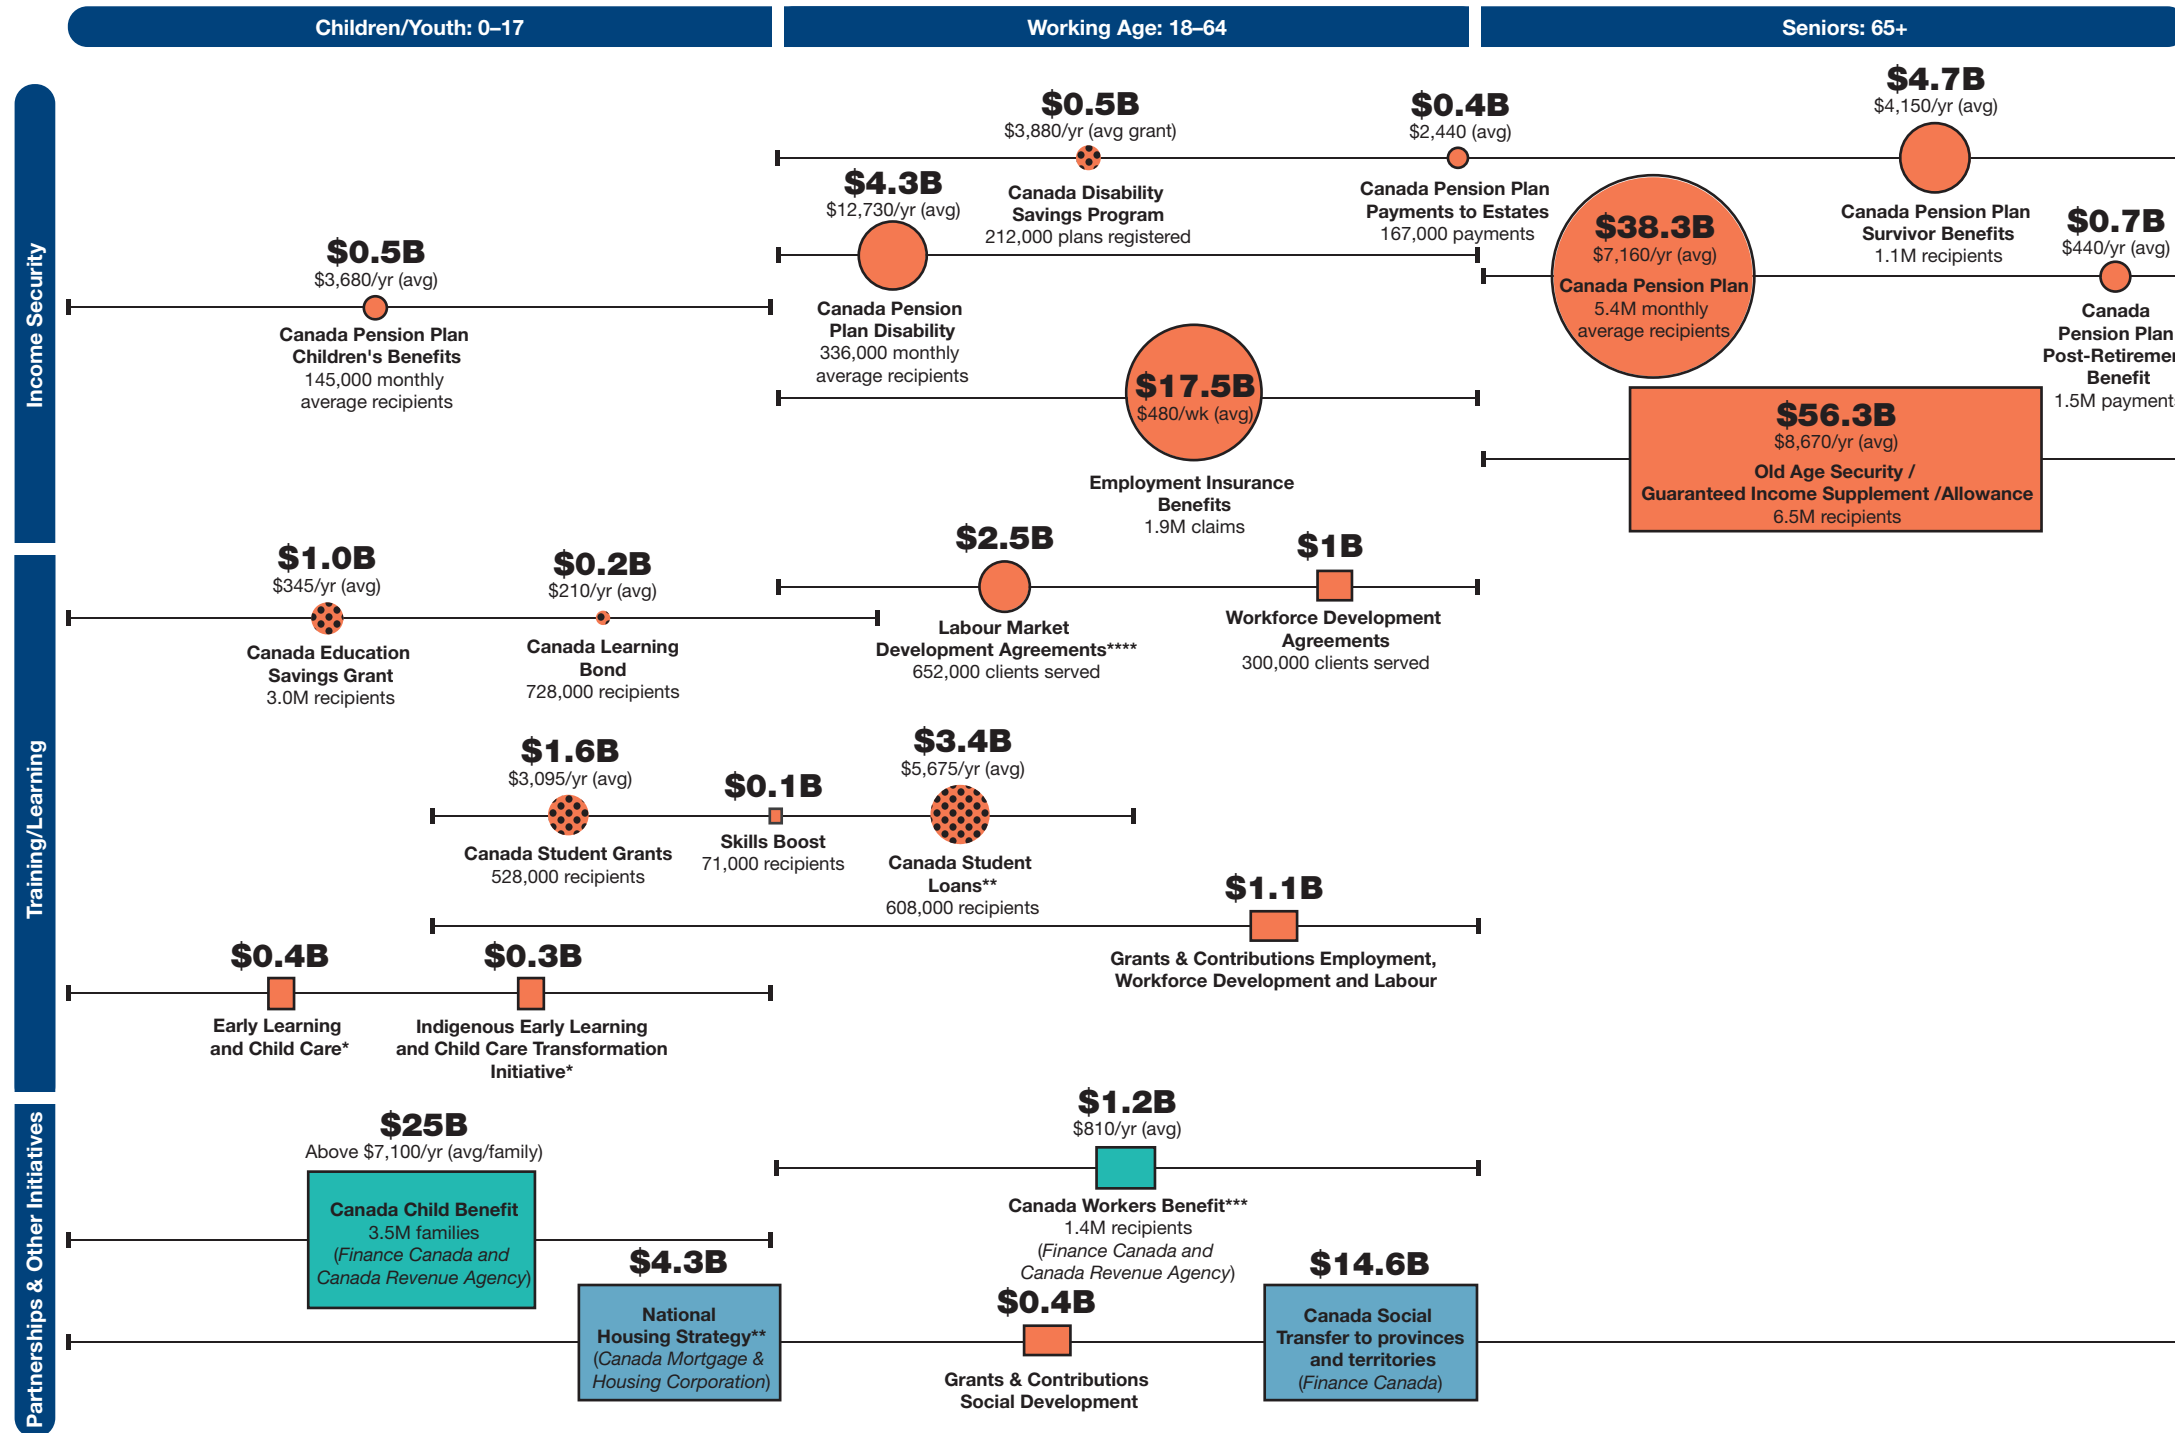 Children/Youth: 0–17
Working Age: 18–64
Seniors: 65+
Income Security
$0.5B
$3,680/yr (avg)
Canada Pension Plan
Children's Benefits
145,000 monthly
average recipients
$4.3B
$12,730/yr (avg)
Canada Pension
Plan Disability
336,000 monthly
average recipients
$0.5B
$3,880/yr (avg grant)
Canada Disability
Savings Program
212,000 plans registered
$0.4B
$2,440 (avg)
Canada Pension Plan
Payments to Estates
167,000 payments
$4.7B
$4,150/yr (avg)
Canada Pension Plan
Survivor Benefits
1.1M recipients
$38.3B
$7,160/yr (avg)
Canada Pension Plan
5.4M monthly
average recipients
$0.7B
$440/yr (avg)
Canada
Pension Plan
Post-Retiremen
Benefit
1.5M payment
$17.5B
$480/wk (avg)
Employment Insurance
Benefits
1.9M claims
$56.3B
$8,670/yr (avg)
Old Age Security /
Guaranteed Income Supplement /Allowance
6.5M recipients
Training/Learning
$1.0B
$345/yr (avg)
Canada Education
Savings Grant
3.0M recipients
$0.2B
$210/yr (avg)
Canada Learning
Bond
728,000 recipients
$2.5B
Labour Market
Development Agreements****
652,000 clients served
$1B
Workforce Development
Agreements
300,000 clients served
$1.6B
$3,095/yr (avg)
Canada Student Grants
528,000 recipients
$0.1B
Skills Boost
71,000 recipients
$3.4B
$5,675/yr (avg)
Canada Student
Loans**
608,000 recipients
$1.1B
Grants & Contributions Employment,
Workforce Development and Labour
$0.4B
Early Learning
and Child Care*
$0.3B
Indigenous Early Learning
and Child Care Transformation
Initiative*
Partnerships & Other Initiatives
$25B
Above $7,100/yr (avg/family)
Canada Child Benefit
3.5M families
(Finance Canada and
Canada Revenue Agency)
$1.2B
$810/yr (avg)
Canada Workers Benefit***
1.4M recipients
(Finance Canada and
Canada Revenue Agency)
$4.3B
National
Housing Strategy**
(Canada Mortgage &
Housing Corporation)
$0.4B
Grants & Contributions
Social Development
$14.6B
Canada Social
Transfer to provinces
and territories
(Finance Canada)